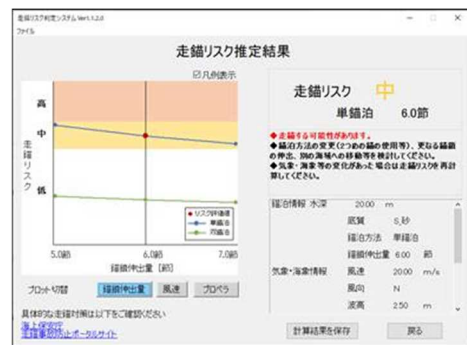 走錨リスク判定システム Ver1.1.2.0
ファイル
走錨リスク推定結果
凡例表示
高
中
低
走錨リスク
リスク評価値
単錨泊
双錨泊
5.0節
6.0節
7.0節
錨鎖伸出量 [節]
プロット切替
錨鎖伸出量
風速
プロペラ
具体的な走錨対策は以下をご確認ください
海上保安庁
走錨事故防止ポータルサイト
走錨リスク 中
単錨泊 6.0節
◆走錨する可能性があります。
◆錨泊方法の変更(2つめの錨の使用等)、更なる錨鎖
の伸出、別の海域への移動等を検討してください。
◆気象・海象等の変化があった場合は走錨リスクを再計
算してください。
錨泊情報 水深 20.00 m
底質 S,砂
錨泊方法 単錨泊
錨鎖伸出量 6.00 節
気象・海象情報 風速 20.00 m/s
風向 N
波高 2.50 m
計算結果を保存
戻る